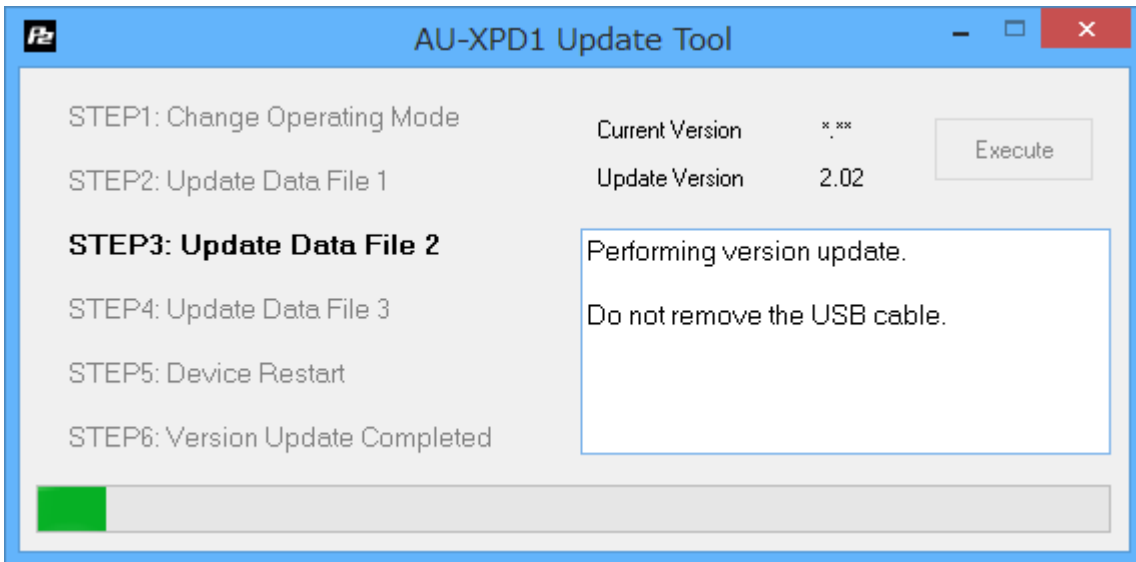 P2
AU-XPD1 Update Tool
STEP1: Change Operating Mode
STEP2: Update Data File 1
STEP3: Update Data File 2
STEP4: Update Data File 3
STEP5: Device Restart
STEP6: Version Update Completed
Current Version *.**
Update Version 2.02
Execute
Performing version update.
Do not remove the USB cable.